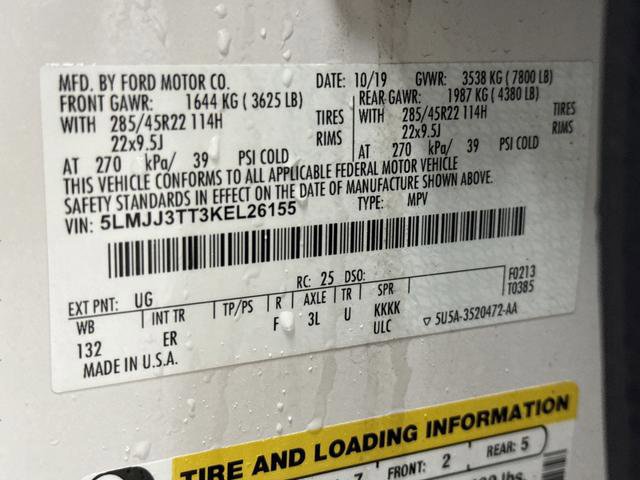 MFD. BY FORD MOTOR CO. DATE: 10/19 GVWR: 3538 KG ( 7800 LB)
FRONT GAWR: 1644 KG ( 3625 LB) REAR GAWR: 1987 KG ( 4380 LB)
WITH 285/45R22 114H TIRES WITH 285/45R22 114H TIRES
22x9.5J RIMS 22x9.5J RIMS
AT 270 kPa/ 39 PSI COLD AT 270 kPa/ 39 PSI COLD
THIS VEHICLE CONFORMS TO ALL APPLICABLE FEDERAL MOTOR VEHICLE
SAFETY STANDARDS IN EFFECT ON THE DATE OF MANUFACTURE SHOWN ABOVE.
VIN: 5LMJJ3TT3KEL26155 TYPE: MPV
EXT PNT: UG RC: 25 DSO: F0213
T0385
WB INT TR TP/PS R AXLE TR SPR
132 ER F 3L U KKKK
ULC ▽ 5U5A-3520472-AA
MADE IN U.S.A.
TIRE AND LOADING INFORMATION
7 FRONT: 2 REAR: 5
lbs.